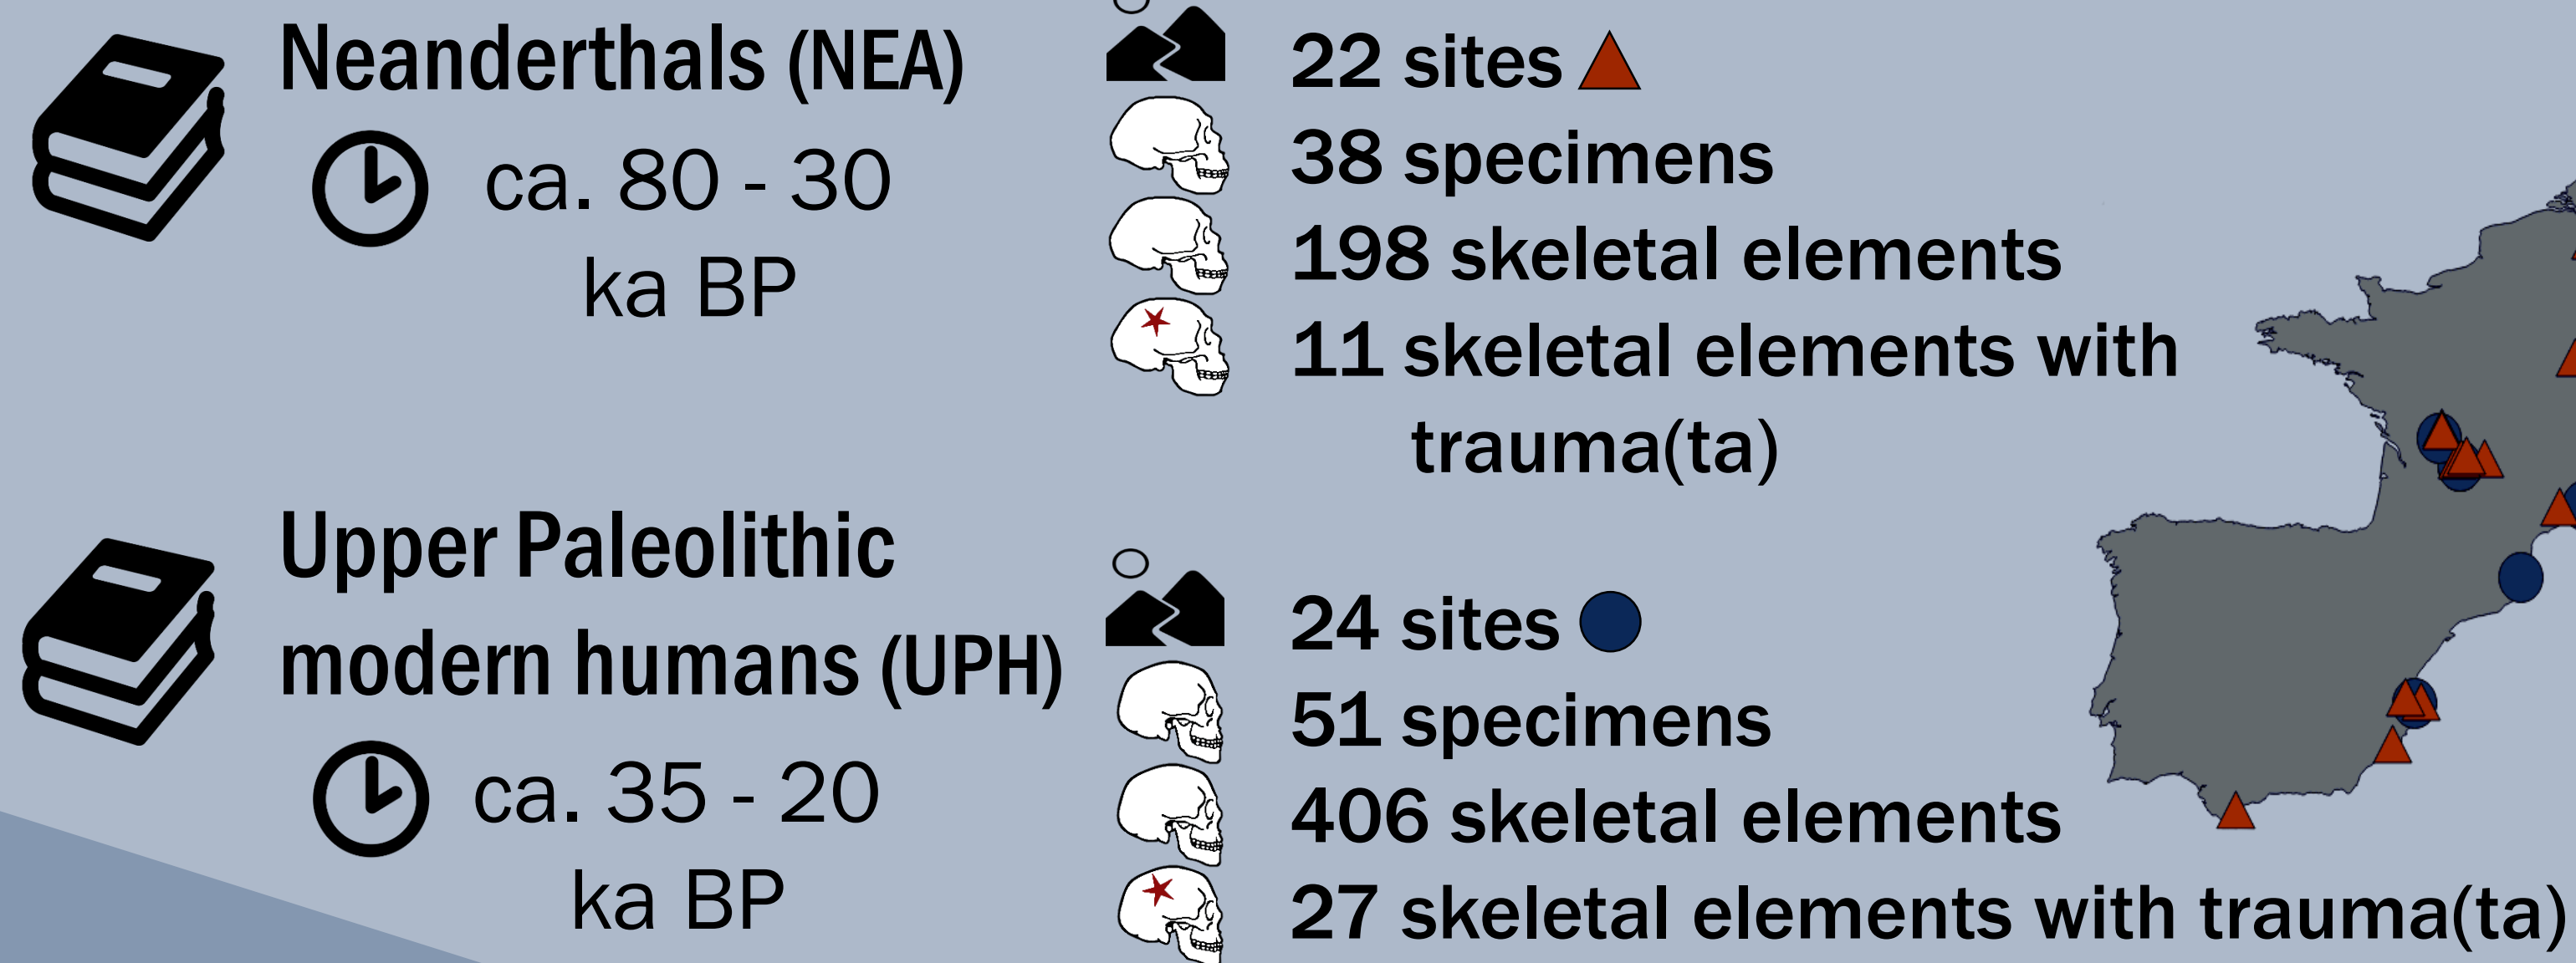 Neanderthals (NEA)
ca. 80 - 30
ka BP
22 sites
38 specimens
198 skeletal elements
11 skeletal elements with
trauma(ta)
Upper Paleolithic
modern humans (UPH)
ca. 35 - 20
ka BP
24 sites
51 specimens
406 skeletal elements
27 skeletal elements with trauma(ta)